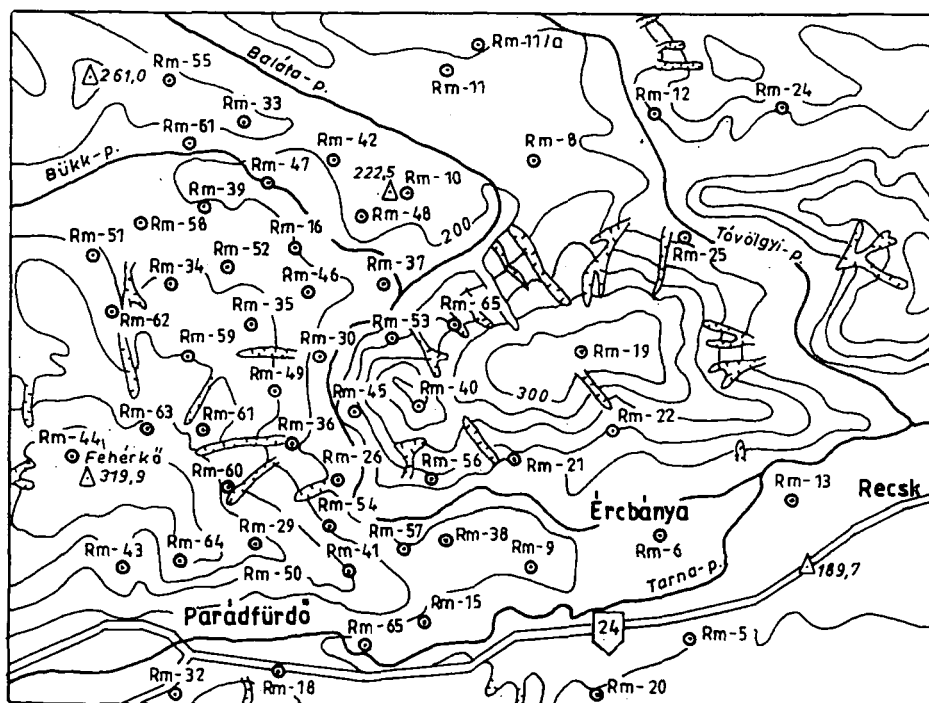 Rm-11/a
Baláta-p.
Rm-55
261,0
Rm-11
Rm-33
Rm-12
Rm-24
Rm-61
Rm-42
Rm-8
Bükk-p.
Rm-47
222,5
Rm-10
Rm-39
Rm-58
Rm-48
200
Rm-16
Tóvölgyi-p.
Rm-51
Rm-52
Rm-25
Rm-34
Rm-46
Rm-37
Rm-35
Rm-65
Rm-62
Rm-53
Rm-59
Rm-30
Rm-19
Rm-49
Rm-40
300
Rm-45
Rm-63
Rm-61
Rm-36
Rm-22
Rm-44
Fehérkő
319,9
Rm-60
Rm-26
Rm-56
Rm-21
Rm-13
Recsk
Ércbánya
Rm-54
Rm-29
Rm-57
Rm-38
Rm-6
Rm-43
Rm-64
Rm-41
Rm-9
189,7
Rm-50
Tarna-p.
Parádfürdő
Rm-15
24
Rm-65
Rm-5
Rm-32
Rm-18
Rm-20